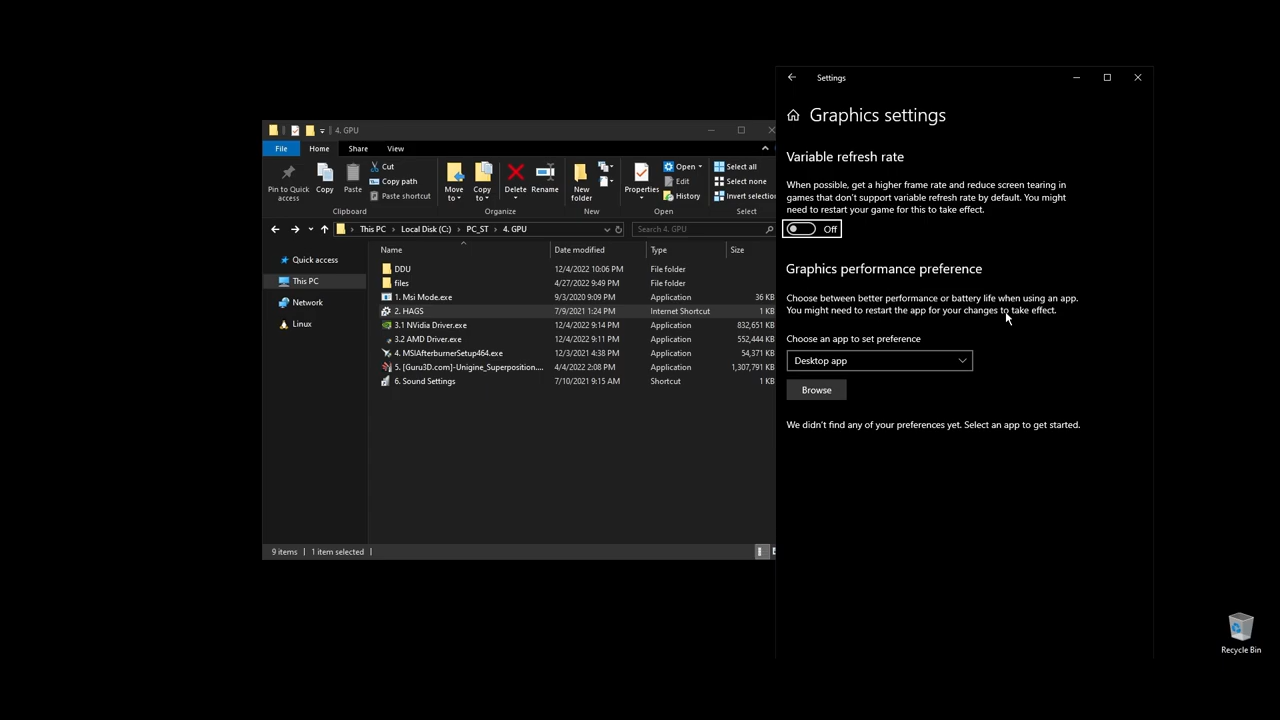 4. GPU
File
Home
Share
View
Pin to Quick
access
Copy
Paste
Cut
Copy path
Paste shortcut
Clipboard
Move
to
Copy
to
Delete
Rename
Organize
New
folder
New
Properties
Open
Edit
History
Open
Select all
Select none
Invert selection
Select
This PC
Local Disk (C:)
PC_ST
4. GPU
Search 4. GPU
Quick access
This PC
Network
Linux
Name
Date modified
Type
Size
DDU
12/4/2022 10:06 PM
File folder
files
4/27/2022 9:49 PM
File folder
1. Msi Mode.exe
9/3/2020 9:09 PM
Application
36 KB
2. HAGS
7/9/2021 1:24 PM
Internet Shortcut
1 KB
3.1 NVidia Driver.exe
12/4/2022 9:14 PM
Application
832,651 KB
3.2 AMD Driver.exe
12/4/2022 9:11 PM
Application
552,444 KB
4. MSIAfterburnerSetup464.exe
12/3/2021 4:38 PM
Application
54,371 KB
5. [Guru3D.com]-Unigine_Superposition....
4/4/2022 2:08 PM
Application
1,307,791 KB
6. Sound Settings
7/10/2021 9:15 AM
Shortcut
1 KB
9 items
1 item selected
Settings
Graphics settings
Variable refresh rate
When possible, get a higher frame rate and reduce screen tearing in
games that don't support variable refresh rate by default. You might
need to restart your game for this to take effect.
Off
Graphics performance preference
Choose between better performance or battery life when using an app.
You might need to restart the app for your changes to take effect.
Choose an app to set preference
Desktop app
Browse
We didn't find any of your preferences yet. Select an app to get started.
Recycle Bin